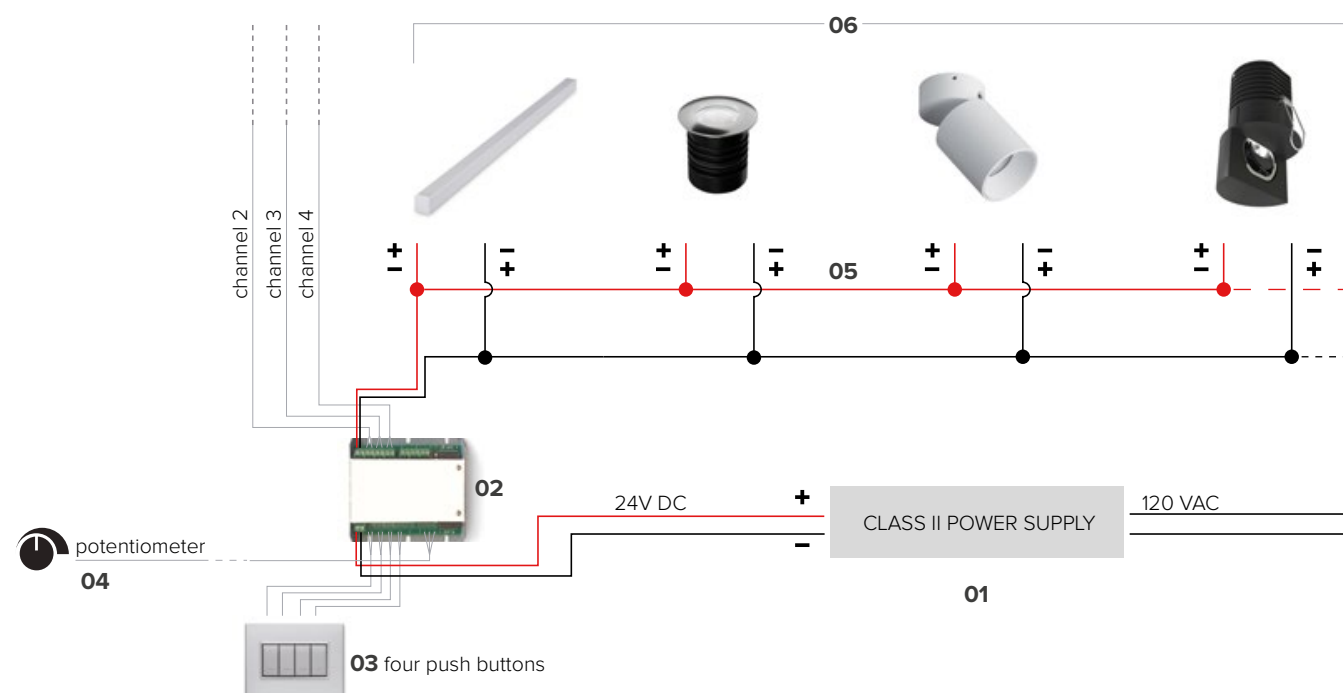 06
channel 2
channel 3
channel 4
+ − − +
+ − − +
+ − − +
+ − − +
05
02
24V DC
+
−
CLASS II POWER SUPPLY
120 VAC
01
potentiometer
04
03 four push buttons